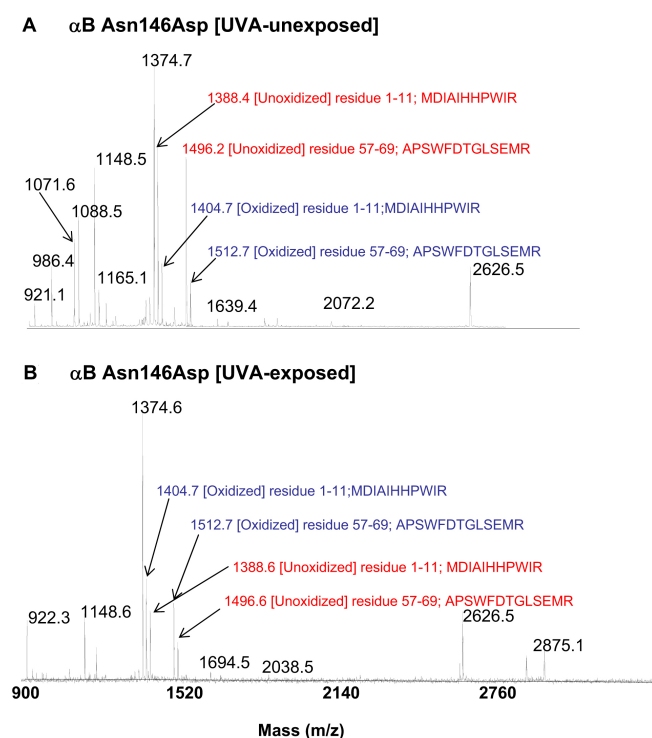 A αB Asn146Asp [UVA-unexposed]
1374.7
1388.4 [Unoxidized] residue 1-11; MDIAIHHPWIR
1496.2 [Unoxidized] residue 57-69; APSWFDTGLSEMR
1148.5
1071.6
1404.7 [Oxidized] residue 1-11;MDIAIHHPWIR
1088.5
1512.7 [Oxidized] residue 57-69; APSWFDTGLSEMR
986.4
2626.5
1165.1
921.1
1639.4
2072.2
B αB Asn146Asp [UVA-exposed]
1374.6
1404.7 [Oxidized] residue 1-11;MDIAIHHPWIR
1512.7 [Oxidized] residue 57-69; APSWFDTGLSEMR
1388.6 [Unoxidized] residue 1-11; MDIAIHHPWIR
1496.6 [Unoxidized] residue 57-69; APSWFDTGLSEMR
922.3
1148.6
2626.5
2875.1
1694.5
2038.5
900 1520 2140 2760
Mass (m/z)